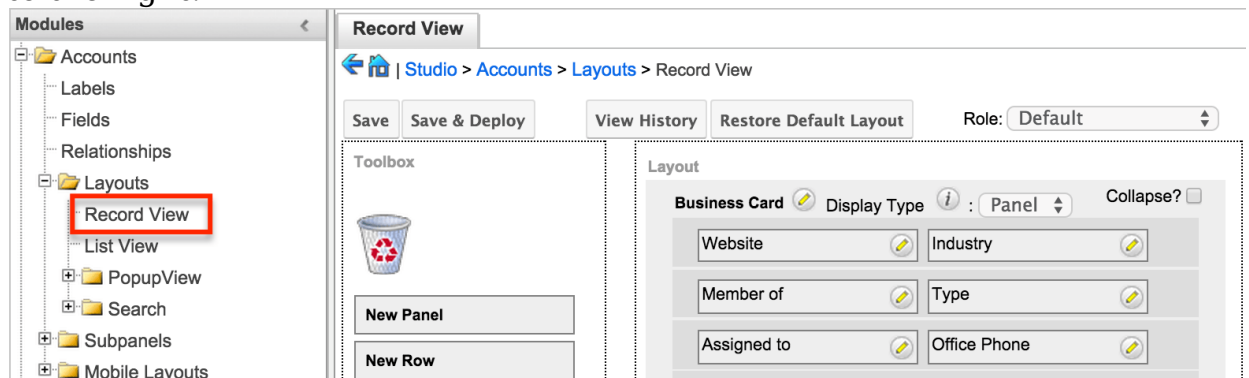 Modules <
Accounts
Labels
Fields
Relationships
Layouts
Record View
List View
PopupView
Search
Subpanels
Mobile Layouts
Record View
| Studio > Accounts > Layouts > Record View
Save Save & Deploy View History Restore Default Layout Role: Default
Toolbox
New Panel
New Row
Layout
Business Card Display Type i : Panel Collapse?
Website Industry
Member of Type
Assigned to Office Phone